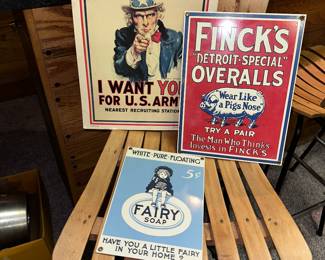 I WANT YOU
FOR U.S. ARMY
NEAREST RECRUITING STATION
FINCK'S
"DETROIT-SPECIAL"
OVERALLS
Wear Like
a Pigs Nose
TRY A PAIR
The Man Who Thinks
Invests in FINCK'S
WHITE·PURE·FLOATING
5¢
FAIRY
SOAP
HAVE YOU A LITTLE FAIRY
IN YOUR HOME?